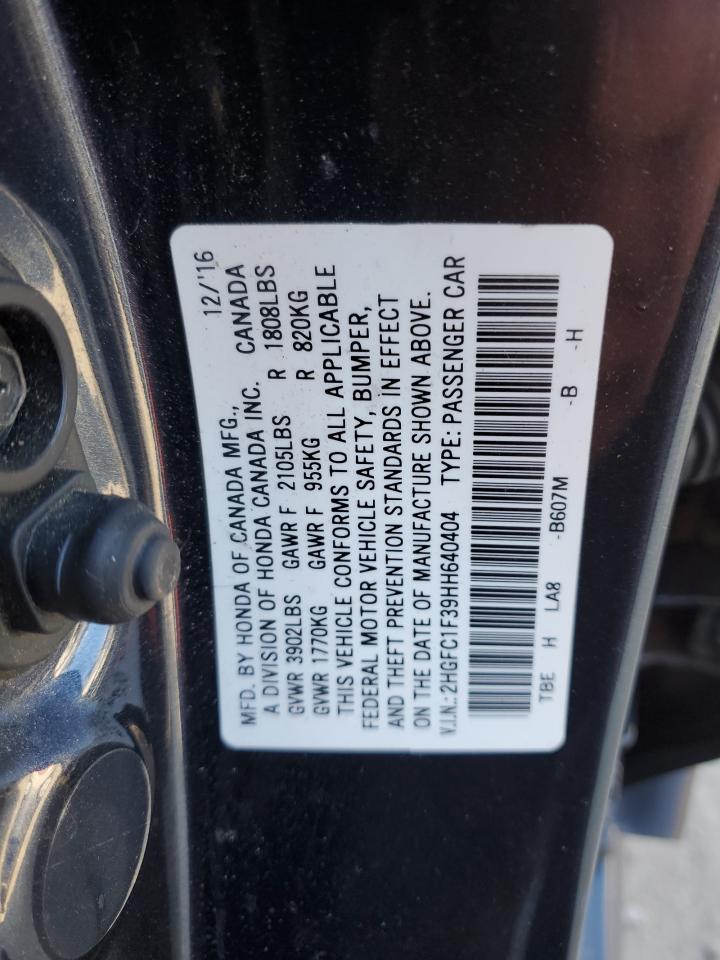 MFD. BY HONDA OF CANADA MFG., 12/'16
A DIVISION OF HONDA CANADA INC. CANADA
GVWR 3902LBS GAWR F 2105LBS R 1808LBS
GVWR 1770KG GAWR F 955KG R 820KG
THIS VEHICLE CONFORMS TO ALL APPLICABLE
FEDERAL MOTOR VEHICLE SAFETY, BUMPER,
AND THEFT PREVENTION STANDARDS IN EFFECT
ON THE DATE OF MANUFACTURE SHOWN ABOVE.
V.I.N.:2HGFC1F39HH640404 TYPE: PASSENGER CAR
TBE H LA8 -B607M -B -H